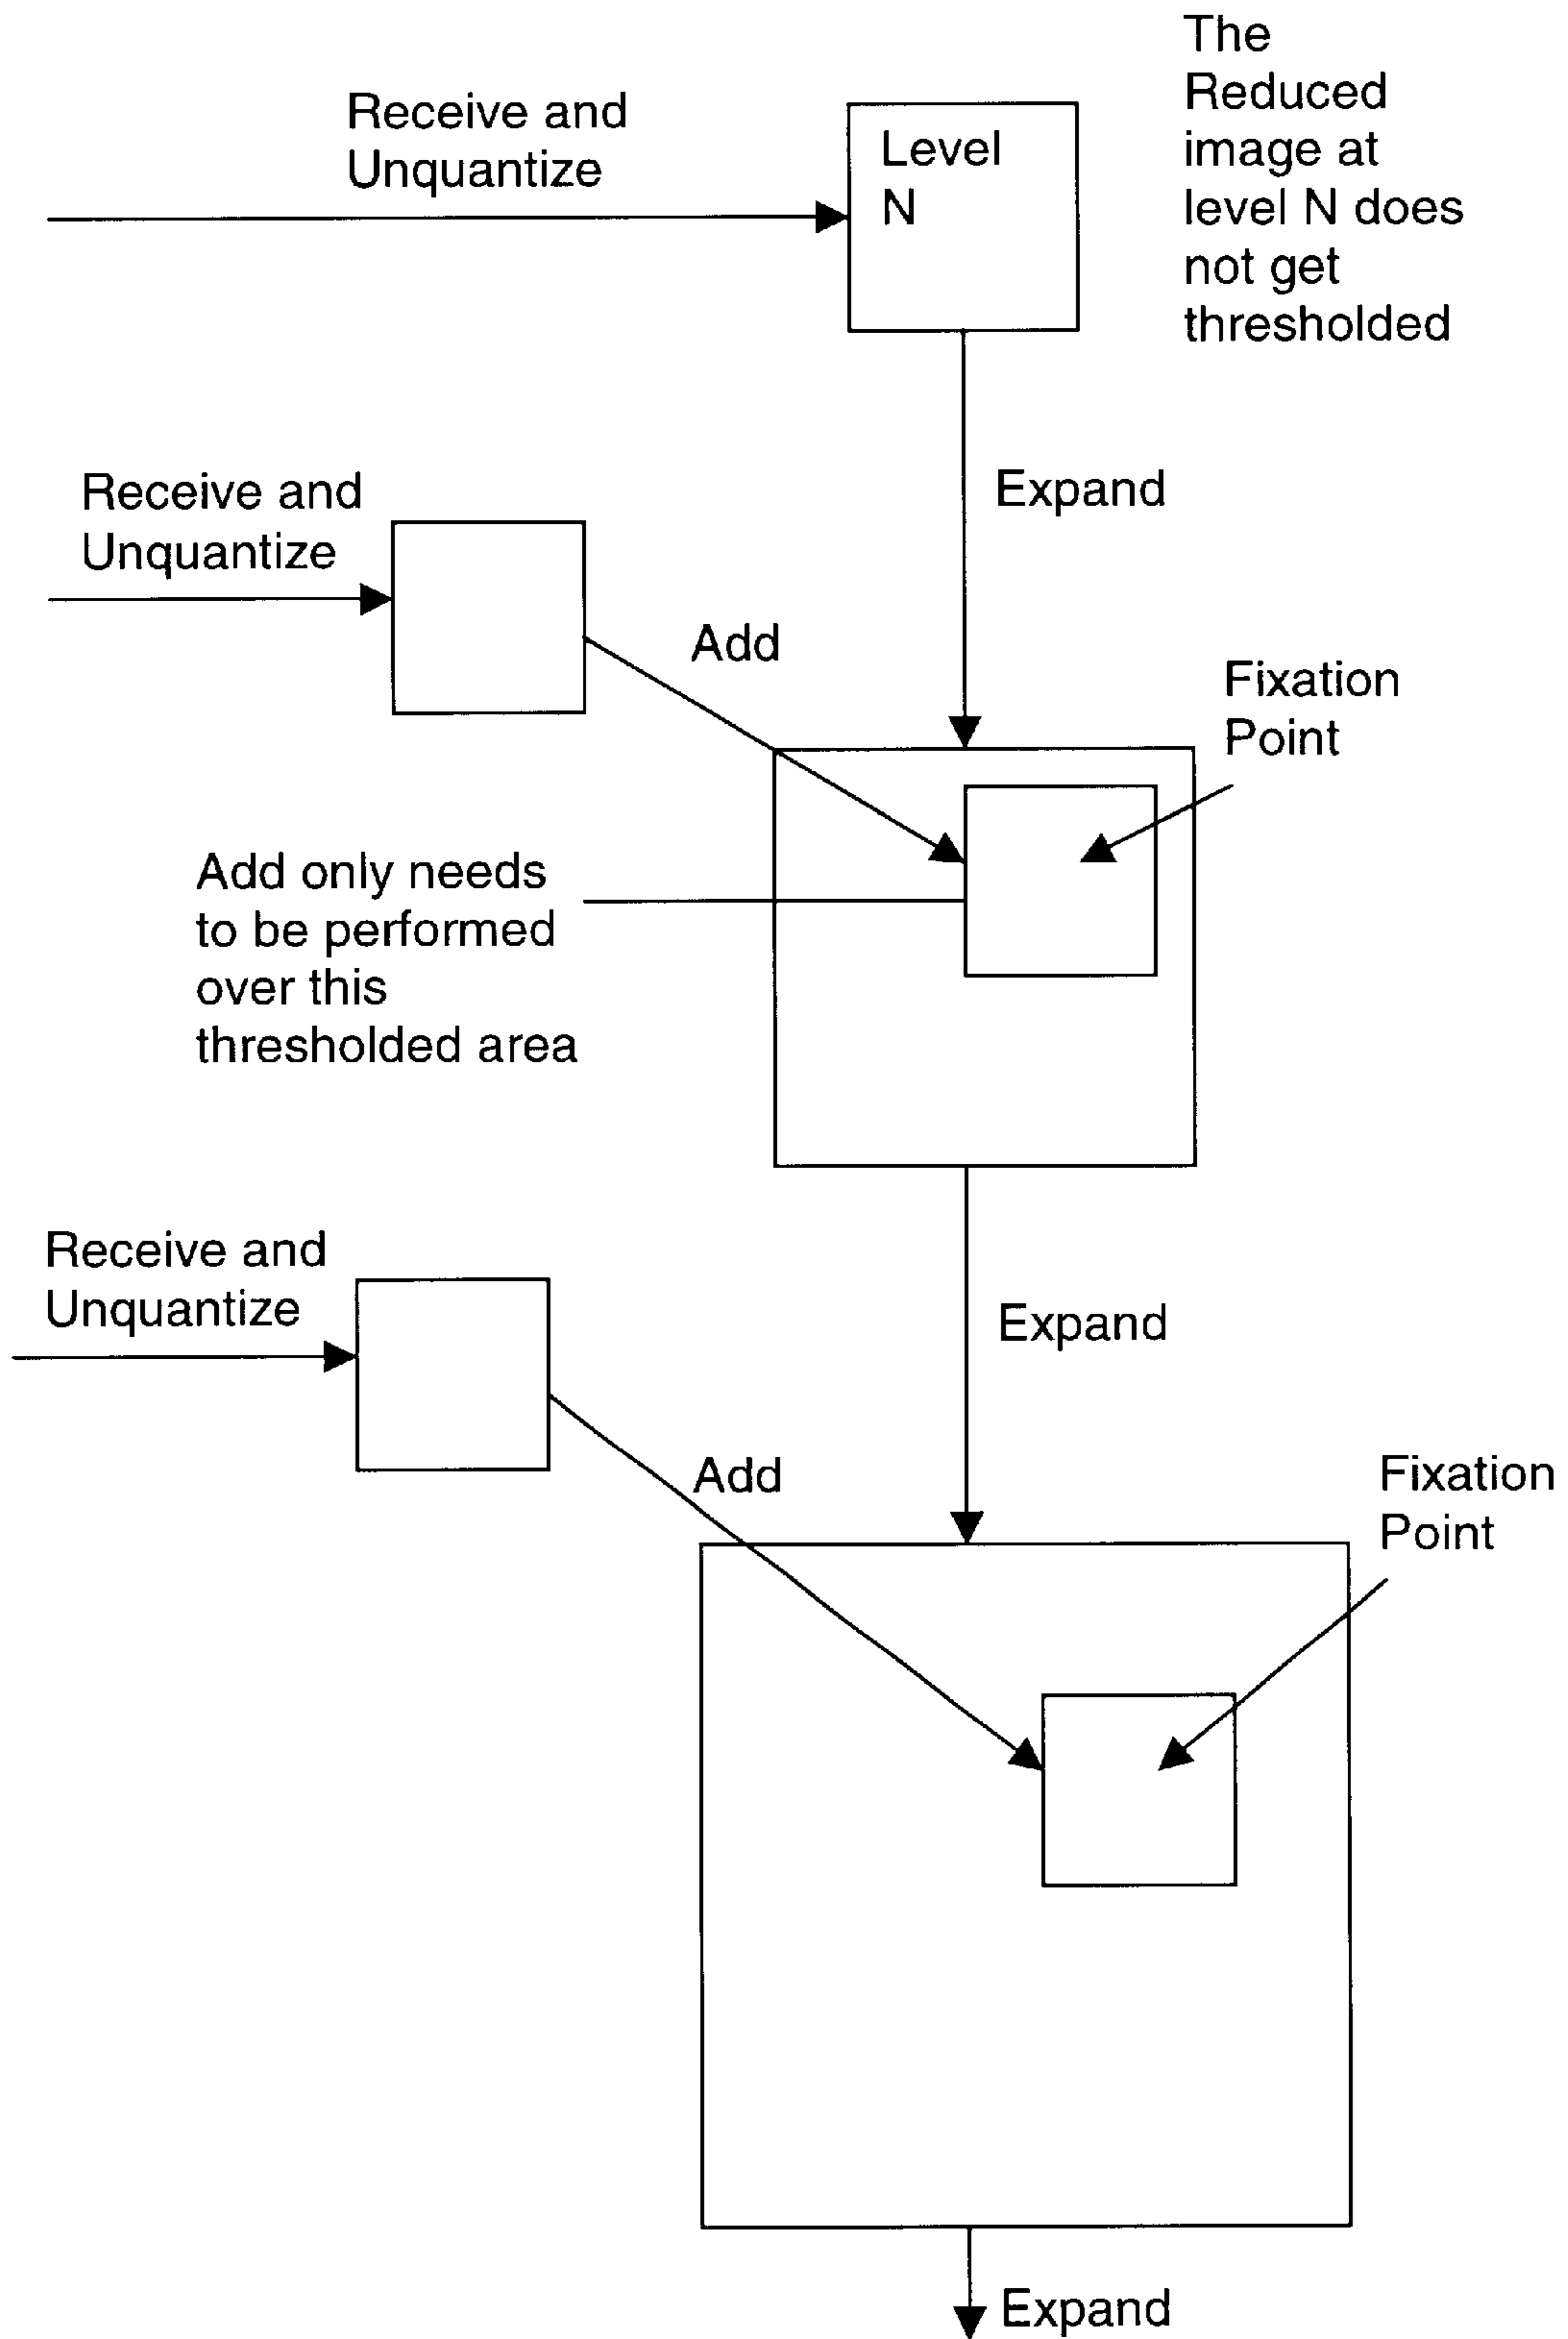 The
Reduced
image at
level N does
not get
thresholded
Receive and
Unquantize
Level
N
Expand
Receive and
Unquantize
Add
Fixation
Point
Add only needs
to be performed
over this
thresholded area
Receive and
Unquantize
Expand
Add
Fixation
Point
Expand